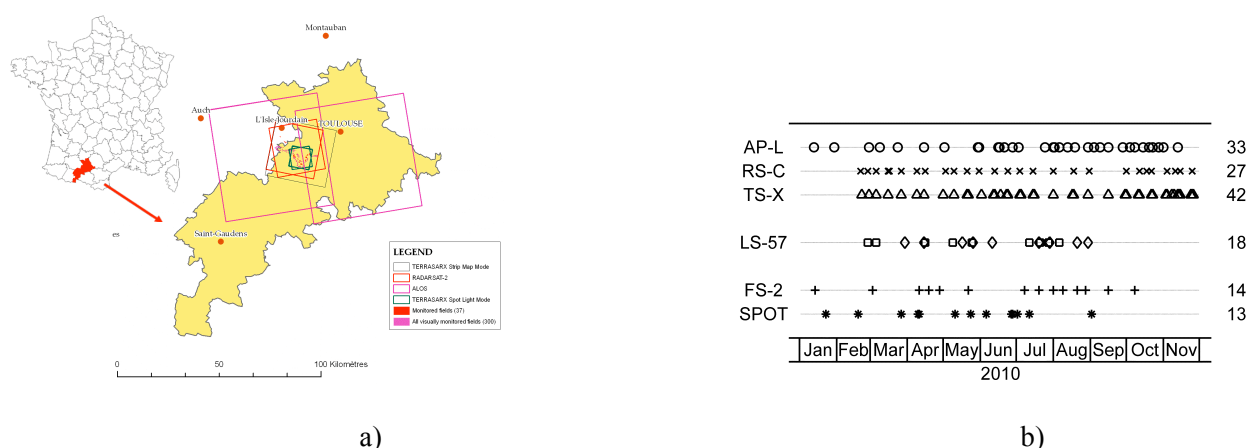 Montauban
Auch
L'Isle-Jourdain
TOULOUSE
Saint-Gaudens
es
LEGEND
TERRASARX Strip Map Mode
RADARSAT-2
ALOS
TERRASARX Spot Light Mode
Monitored fields (37)
All visually monitored fields (300)
0 50 100 Kilomètres
a)
AP-L 33
RS-C 27
TS-X 42
LS-57 18
FS-2 14
SPOT 13
Jan Feb Mar Apr May Jun Jul Aug Sep Oct Nov
2010
b)